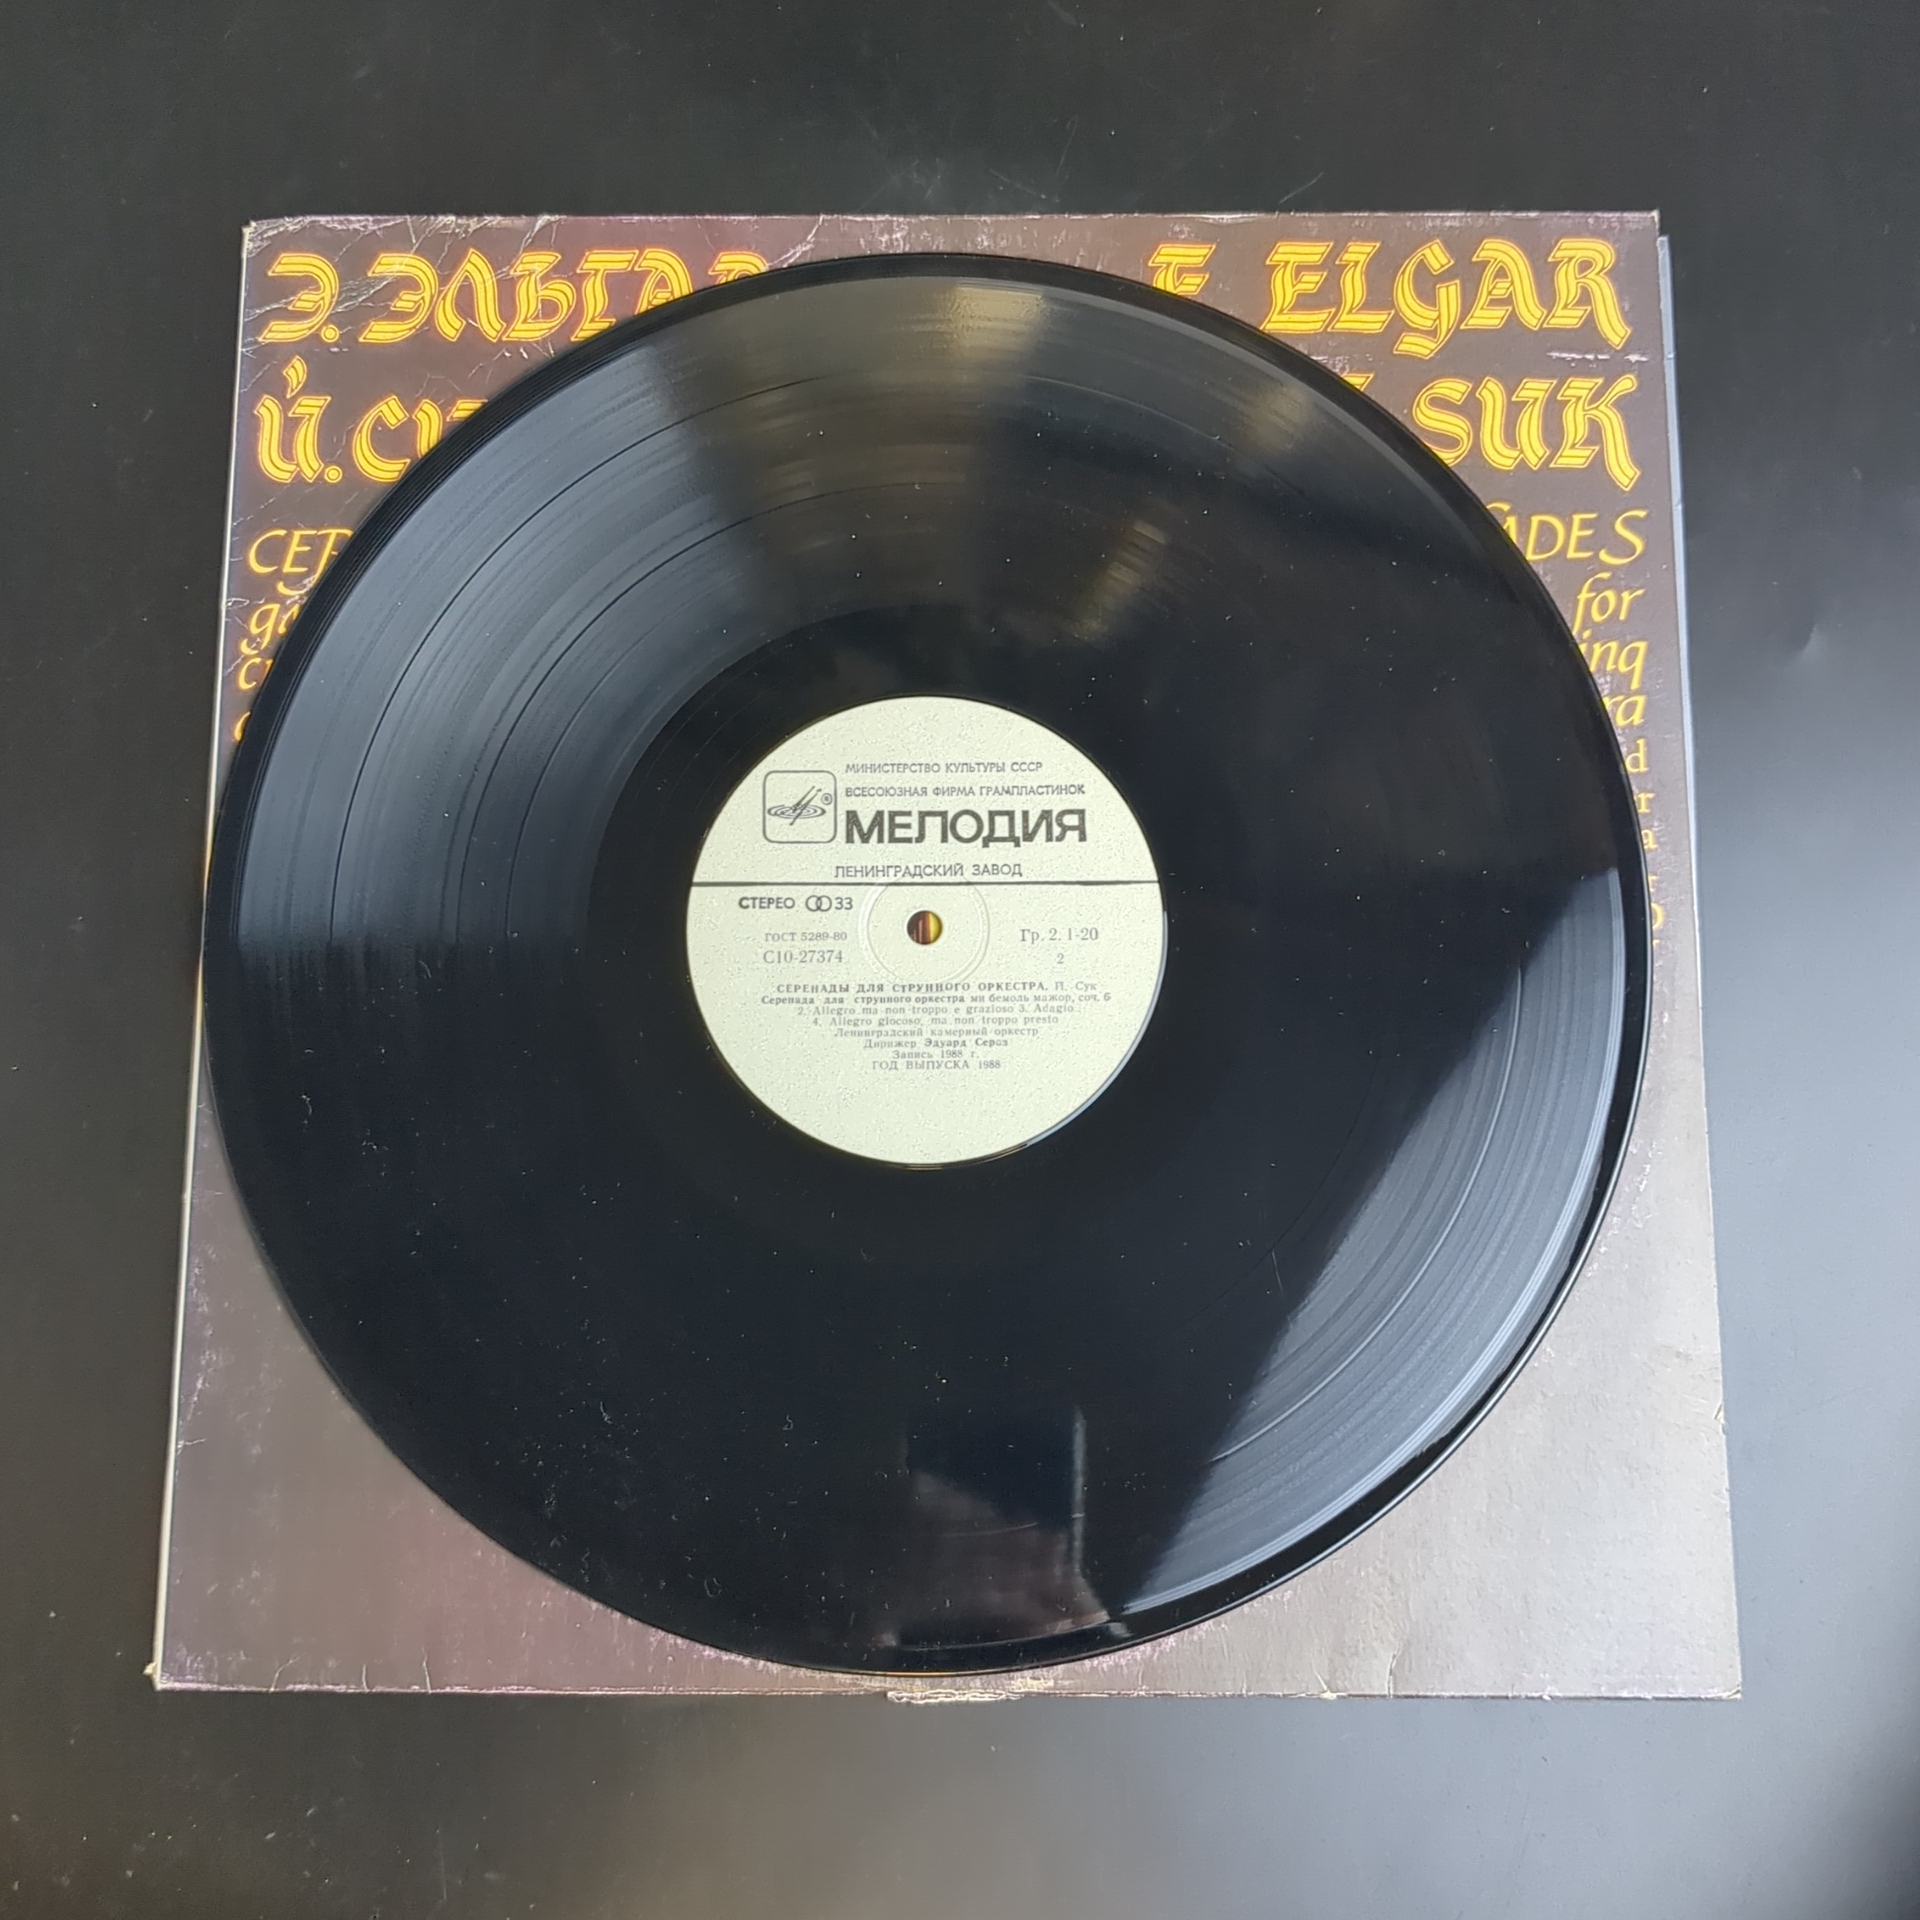 Э. ЭЛЬГАР
E ELGAR
Й. СУ
SUK
СЕР
ADES
for
inq
ra
d
r
a
МИНИСТЕРСТВО КУЛЬТУРЫ СССР
ВСЕСОЮЗНАЯ ФИРМА ГРАМПЛАСТИНОК
МЕЛОДИЯ
ЛЕНИНГРАДСКИЙ ЗАВОД
СТЕРЕО 33
ГОСТ 5289-80
Гр. 2. 1-20
С10-27374
2
СЕРЕНАДЫ ДЛЯ СТРУННОГО ОРКЕСТРА. Й. Сук
Серенада для струнного оркестра ми бемоль мажор, соч. 6
2. Allegro ma non troppo e grazioso 3. Adagio
4. Allegro giocoso, ma non troppo presto
Ленинградский камерный оркестр
Дирижер Эдуард Серов
Запись 1988 г.
ГОД ВЫПУСКА 1988